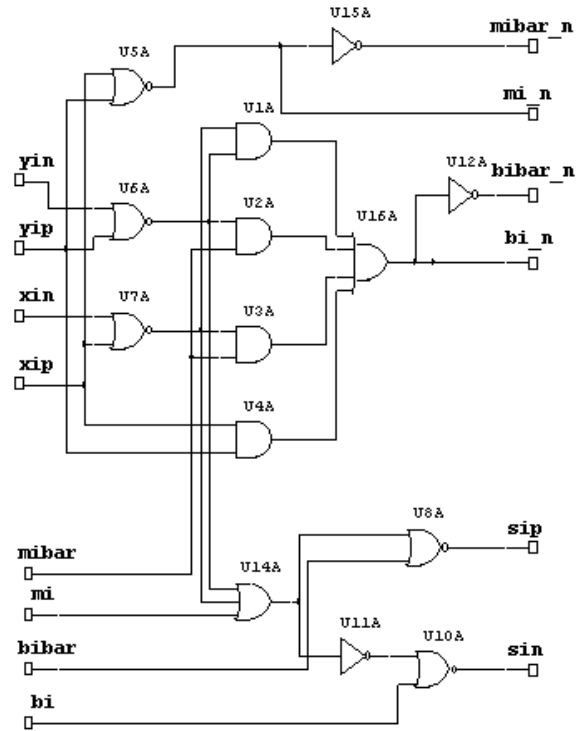 U15A
mibar_n
U5A
mi_n
U1A
yin
U12A
U6A
bibar_n
U2A
U16A
yip
bi_n
xin
U7A
U3A
xip
U4A
U8A
sip
mibar
U14A
mi
U11A
U10A
bibar
sin
bi